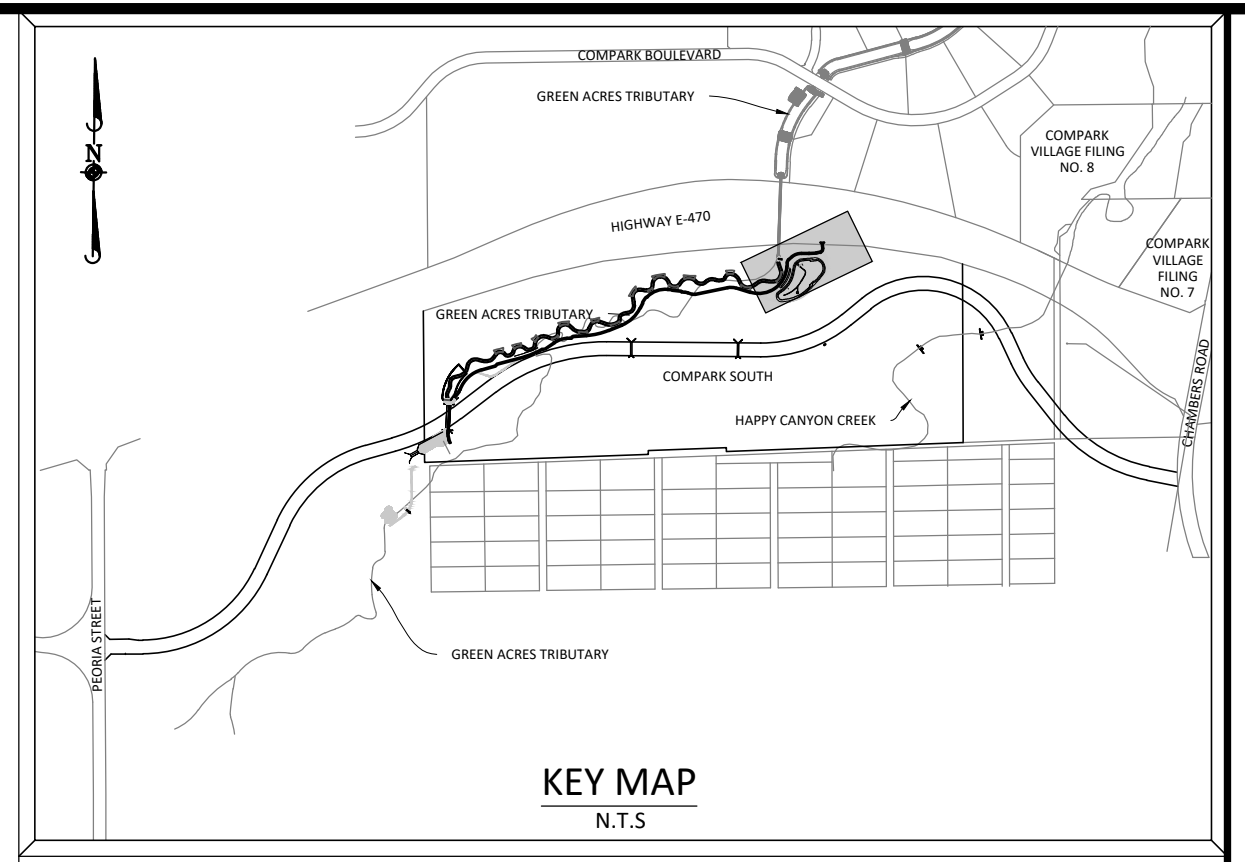 COMPARK BOULEVARD
GREEN ACRES TRIBUTARY
COMPARK
VILLAGE FILING
NO. 8
N
HIGHWAY E-470
COMPARK
VILLAGE
FILING
NO. 7
GREEN ACRES TRIBUTARY
COMPARK SOUTH
HAPPY CANYON CREEK
CHAMBERS ROAD
PEORIA STREET
GREEN ACRES TRIBUTARY
KEY MAP
N.T.S